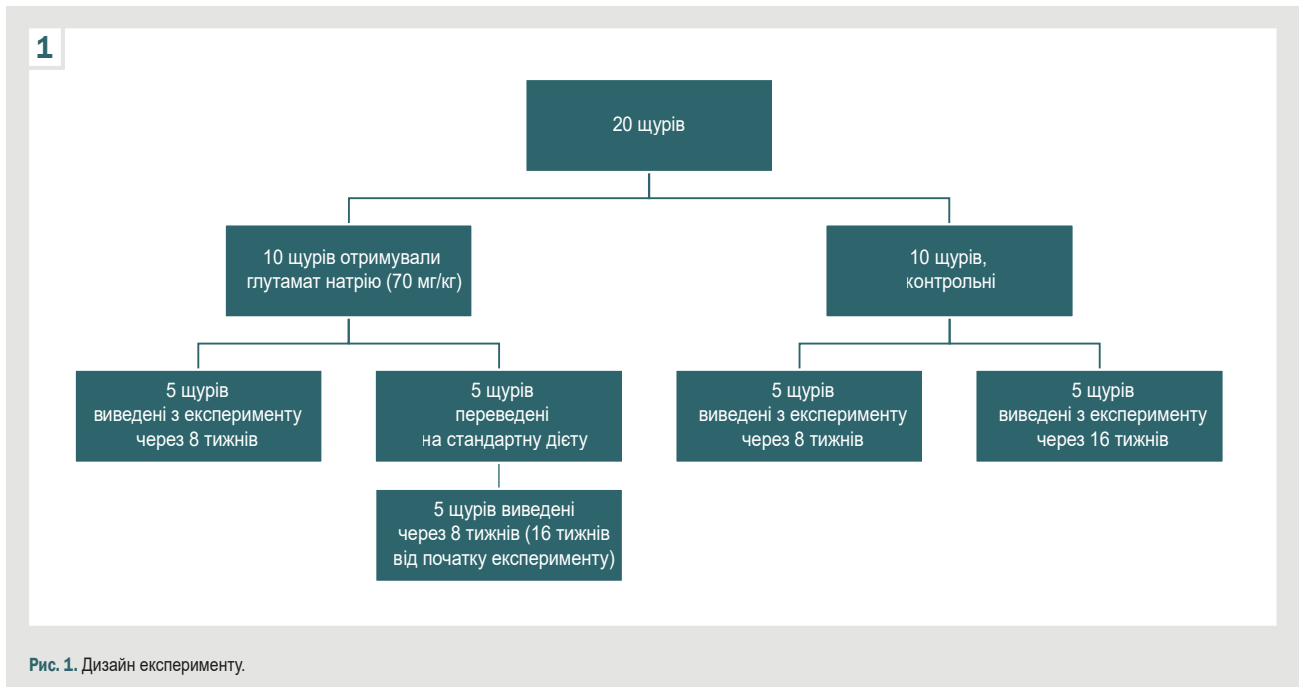 1
20 щурів
10 щурів отримували
глутамат натрію (70 мг/кг)
10 щурів,
контрольні
5 щурів
виведені з експерименту
через 8 тижнів
5 щурів
переведені
на стандартну дієту
5 щурів
виведені з експерименту
через 8 тижнів
5 щурів
виведені з експерименту
через 16 тижнів
5 щурів виведені
через 8 тижнів (16 тижнів
від початку експерименту)
Рис. 1. Дизайн експерименту.